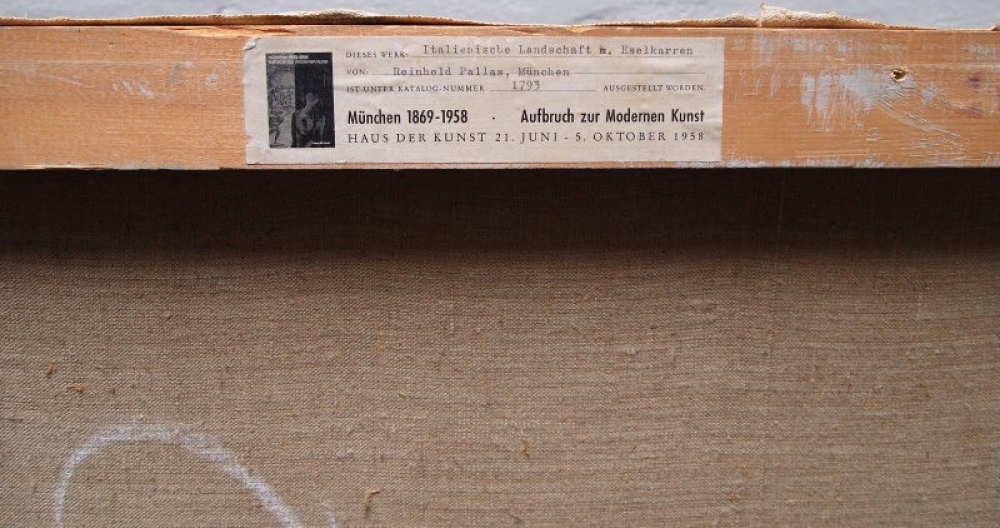 DIESES WERK: Italienische Landschaft m. Eselkarren
VON: Reinhold Pallas, München
IST UNTER KATALOG-NUMMER 1793 AUSGESTELLT WORDEN.
München 1869-1958 · Aufbruch zur Modernen Kunst
HAUS DER KUNST 21. JUNI - 5. OKTOBER 1958